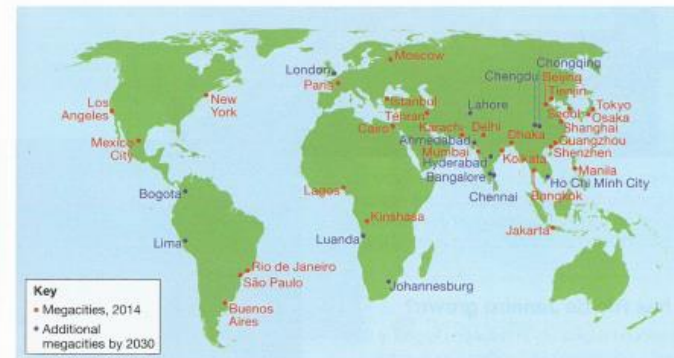 Moscow
London
Paris
Chongqing
Chengdu
Beijing
Tianjin
Los
Angeles
New
York
Istanbul
Tehran
Lahore
Seoul
Tokyo
Osaka
Cairo
Karachi
Delhi
Dhaka
Shanghai
Mexico
City
Ahmedabad
Guangzhou
Mumbai
Kolkata
Shenzhen
Hyderabad
Manila
Bogota
Lagos
Bangalore
Ho Chi Minh City
Chennai
Bangkok
Kinshasa
Lima
Luanda
Jakarta
Rio de Janeiro
São Paulo
Johannesburg
Buenos
Aires
Key
Megacities, 2014
Additional
megacities by 2030